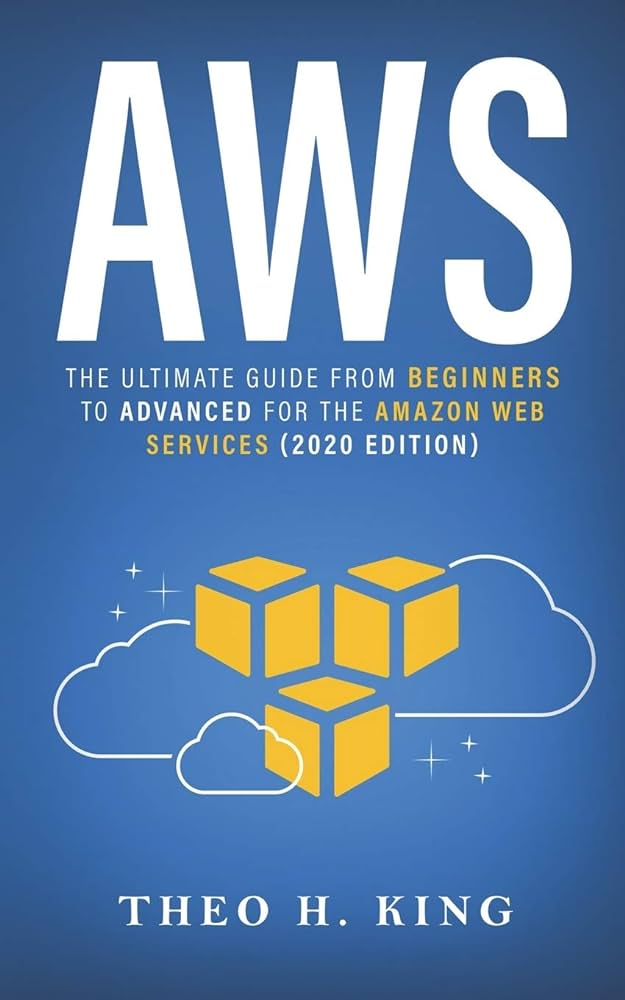 AWS
THE ULTIMATE GUIDE FROM BEGINNERS
TO ADVANCED FOR THE AMAZON WEB
SERVICES (2020 EDITION)
THEO H. KING